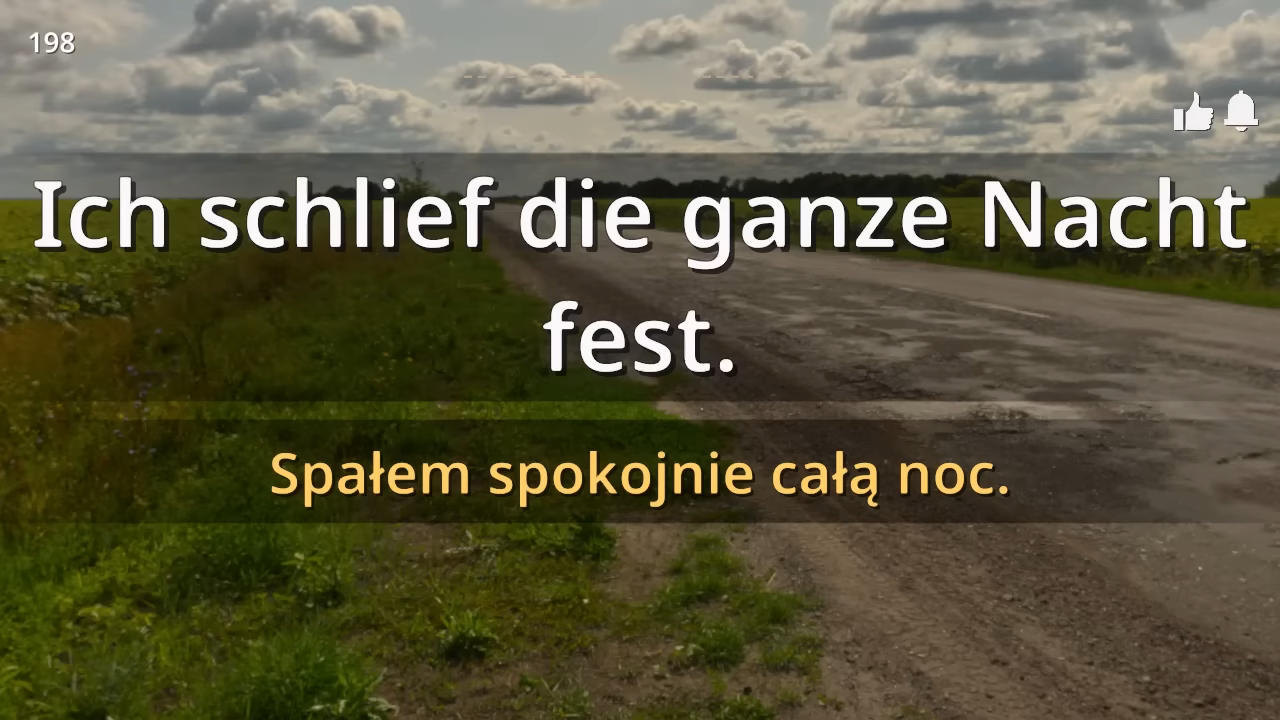 198
Ich schlief die ganze Nacht
fest.
Spałem spokojnie całą noc.